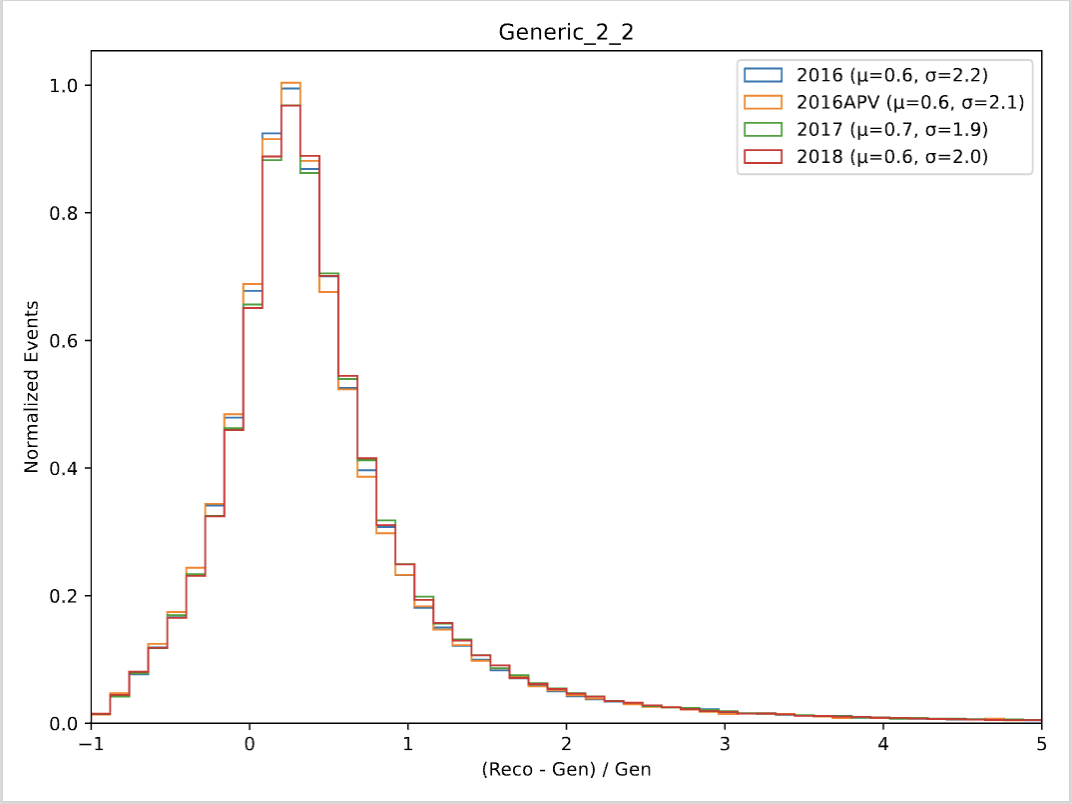 Generic_2_2
2016 (μ=0.6, σ=2.2)
2016APV (μ=0.6, σ=2.1)
2017 (μ=0.7, σ=1.9)
2018 (μ=0.6, σ=2.0)
Normalized Events
1.0
0.8
0.6
0.4
0.2
0.0
−1 0 1 2 3 4 5
(Reco - Gen) / Gen